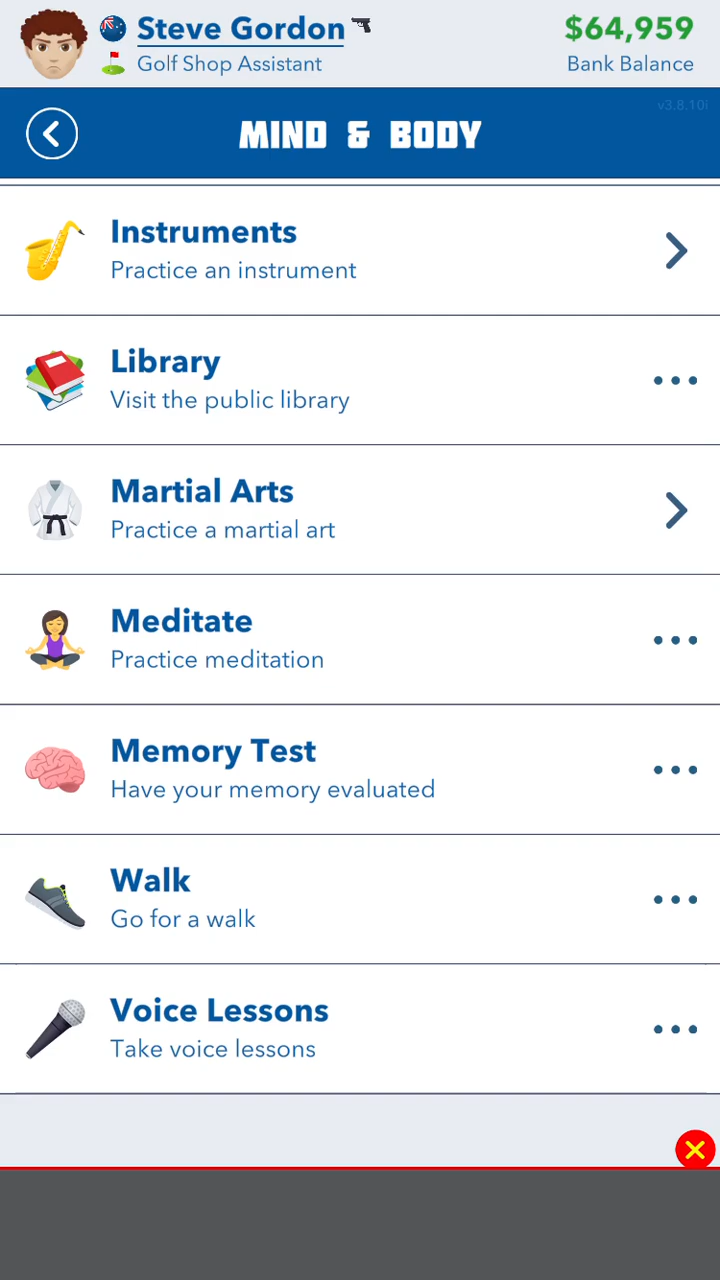 Steve Gordon
$64,959
Golf Shop Assistant
Bank Balance
v3.8.10i
MIND & BODY
Instruments
Practice an instrument
Library
Visit the public library
Martial Arts
Practice a martial art
Meditate
Practice meditation
Memory Test
Have your memory evaluated
Walk
Go for a walk
Voice Lessons
Take voice lessons